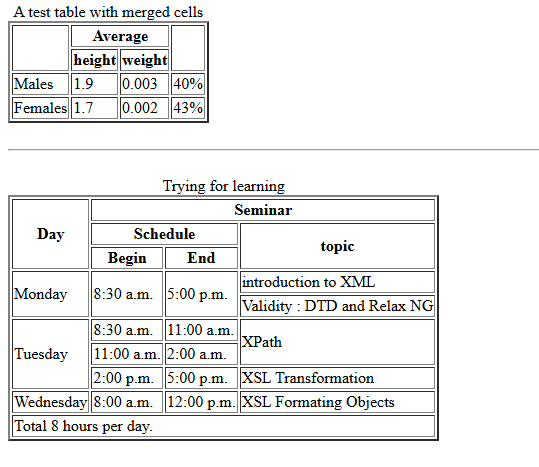 A test table with merged cells
Average
height weight
Males 1.9 0.003 40%
Females 1.7 0.002 43%
Trying for learning
Day Seminar
Schedule topic
Begin End
Monday 8:30 a.m. 5:00 p.m. introduction to XML
Validity : DTD and Relax NG
Tuesday 8:30 a.m. 11:00 a.m. XPath
11:00 a.m. 2:00 a.m.
2:00 p.m. 5:00 p.m. XSL Transformation
Wednesday 8:00 a.m. 12:00 p.m. XSL Formating Objects
Total 8 hours per day.